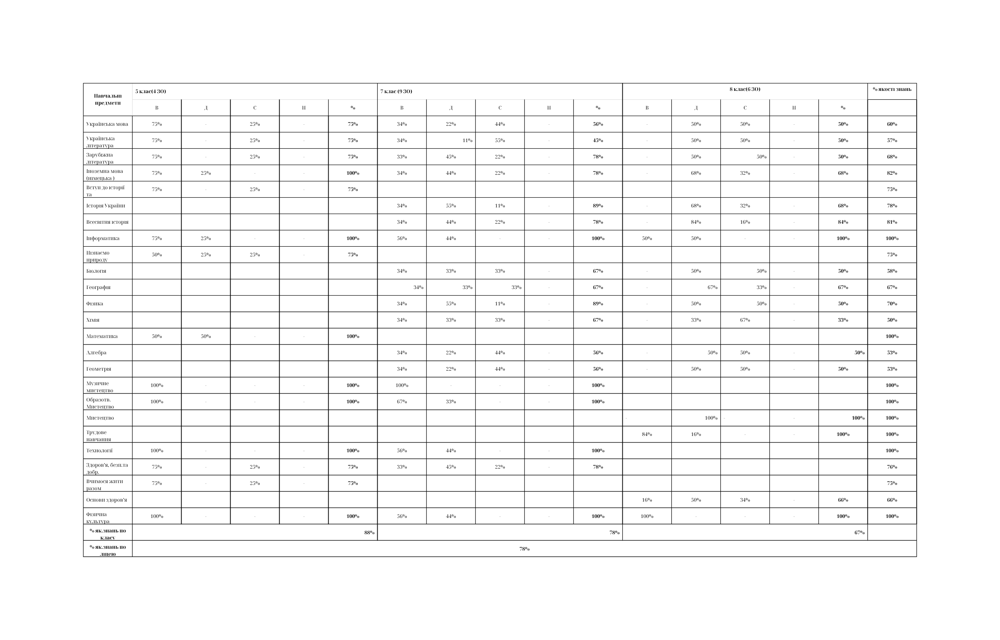 Навчальні предмети 5 клас(4 ЗО) 7 клас (9 ЗО) 8 клас(6 ЗО) % якості знань
В Д С П % В Д С П % В Д С П %
Українська мова 75% - 25% - 75% 34% 22% 44% - 56% - 50% 50% - 50% 60%
Українська література 75% - 25% - 75% 34% 11% 55% - 45% - 50% 50% - 50% 57%
Зарубіжна література 75% - 25% - 75% 33% 45% 22% - 78% - 50% 50% - 50% 68%
Іноземна мова (німецька ) 75% 25% - - 100% 34% 44% 22% - 78% - 68% 32% - 68% 82%
Вступ до історії та 75% - 25% - 75% 75%
Історія України 34% 55% 11% - 89% - 68% 32% - 68% 78%
Всесвітня історія 34% 44% 22% - 78% - 84% 16% - 84% 81%
Інформатика 75% 25% - - 100% 56% 44% - - 100% 50% 50% - - 100% 100%
Пізнаємо природу 50% 25% 25% - 75% 75%
Біологія 34% 33% 33% - 67% - 50% 50% - 50% 58%
Географія 34% 33% 33% - 67% - 67% 33% - 67% 67%
Фізика 34% 55% 11% - 89% - 50% 50% - 50% 70%
Хімія 34% 33% 33% - 67% - 33% 67% - 33% 50%
Математика 50% 50% - - 100% 100%
Алгебра 34% 22% 44% - 56% - 50% 50% - 50% 53%
Геометрія 34% 22% 44% - 56% - 50% 50% - 50% 53%
Музичне мистецтво 100% - - - 100% 100% - - - 100% 100%
Образотв. Мистецтво 100% - - - 100% 67% 33% - - 100% 100%
Мистецтво - 100% - - 100% 100%
Трудове навчання 84% 16% - - 100% 100%
Технології 100% - - - 100% 56% 44% - - 100% 100%
Здоров'я, безп.та добр. 75% - 25% - 75% 33% 45% 22% - 78% 76%
Вчимося жити разом 75% - 25% - 75% 75%
Основи здоров'я 16% 50% 34% - 66% 66%
Фізична культура 100% - - - 100% 56% 44% - - 100% 100% - - - 100% 100%
% як.знань по класу 88% 78% 67%
% як.знань по ліцею 78%